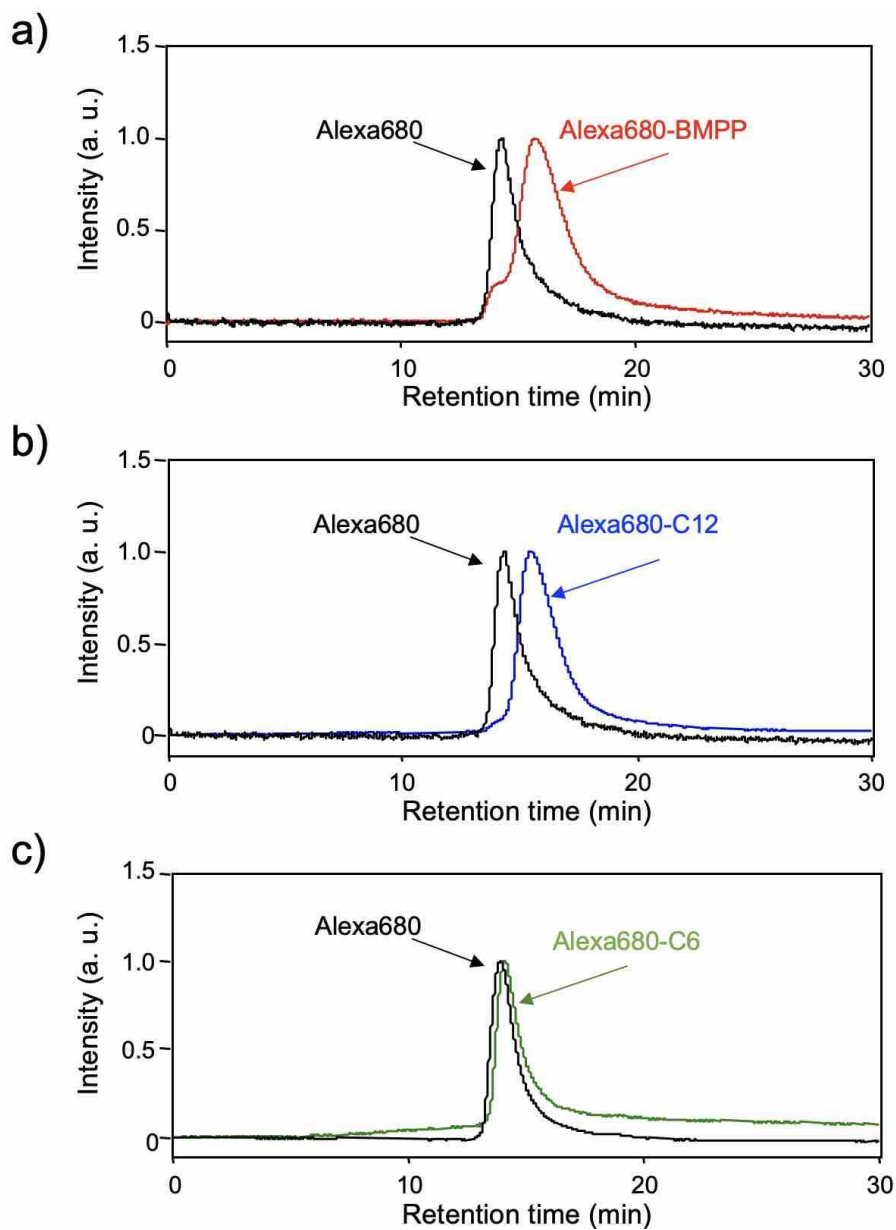 a)
1.5
1.0
0.5
0
Intensity (a. u.)
Alexa680
Alexa680-BMPP
0
10
20
30
Retention time (min)
b)
1.5
1.0
0.5
0
Intensity (a. u.)
Alexa680
Alexa680-C12
0
10
20
30
Retention time (min)
c)
1.5
1.0
0.5
0
Intensity (a. u.)
Alexa680
Alexa680-C6
0
10
20
30
Retention time (min)